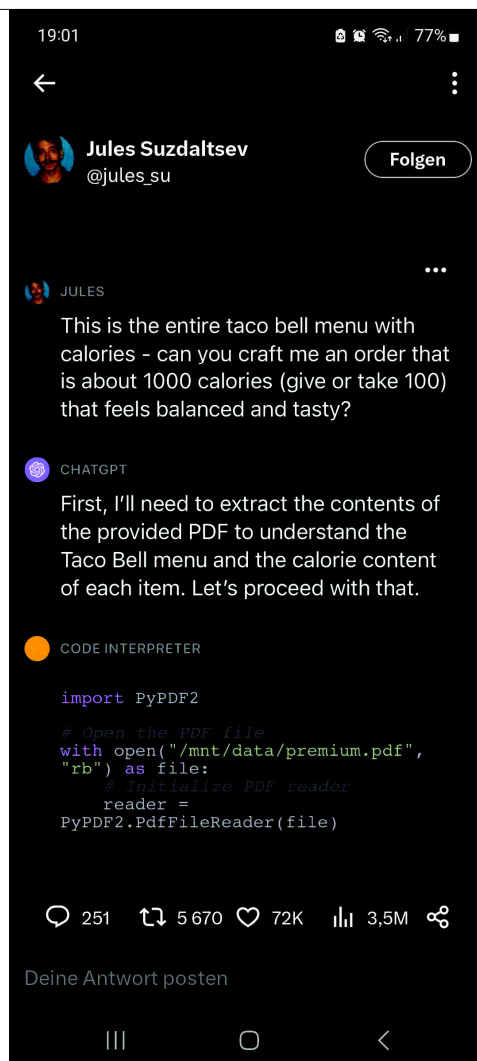 19:01
77%
Jules Suzdaltsev
@jules_su
Folgen
JULES
This is the entire taco bell menu with
calories - can you craft me an order that
is about 1000 calories (give or take 100)
that feels balanced and tasty?
CHATGPT
First, I'll need to extract the contents of
the provided PDF to understand the
Taco Bell menu and the calorie content
of each item. Let's proceed with that.
CODE INTERPRETER
import PyPDF2
# Open the PDF file
with open("/mnt/data/premium.pdf",
"rb") as file:
# Initialize PDF reader
reader =
PyPDF2.PdfFileReader(file)
251 5 670 72K 3,5M
Deine Antwort posten